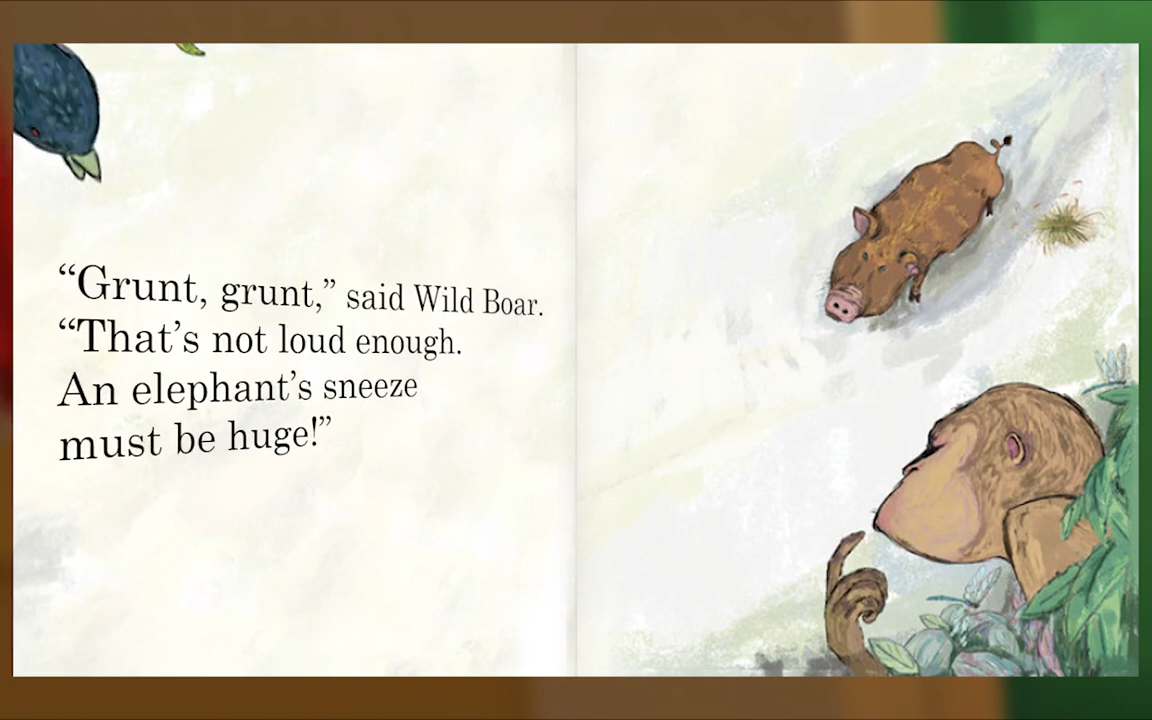 “Grunt, grunt,” said Wild Boar.
“That’s not loud enough.
An elephant’s sneeze
must be huge!”